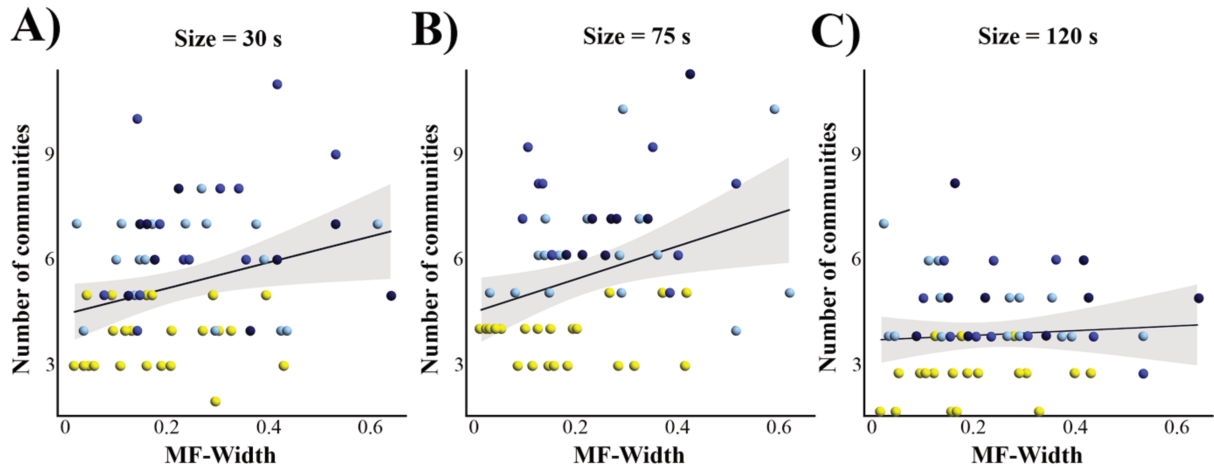 A)
Size = 30 s
Number of communities
9
6
3
0
0.2
0.4
0.6
MF-Width
B)
Size = 75 s
Number of communities
9
6
3
0
0.2
0.4
0.6
MF-Width
C)
Size = 120 s
Number of communities
9
6
3
0
0.2
0.4
0.6
MF-Width